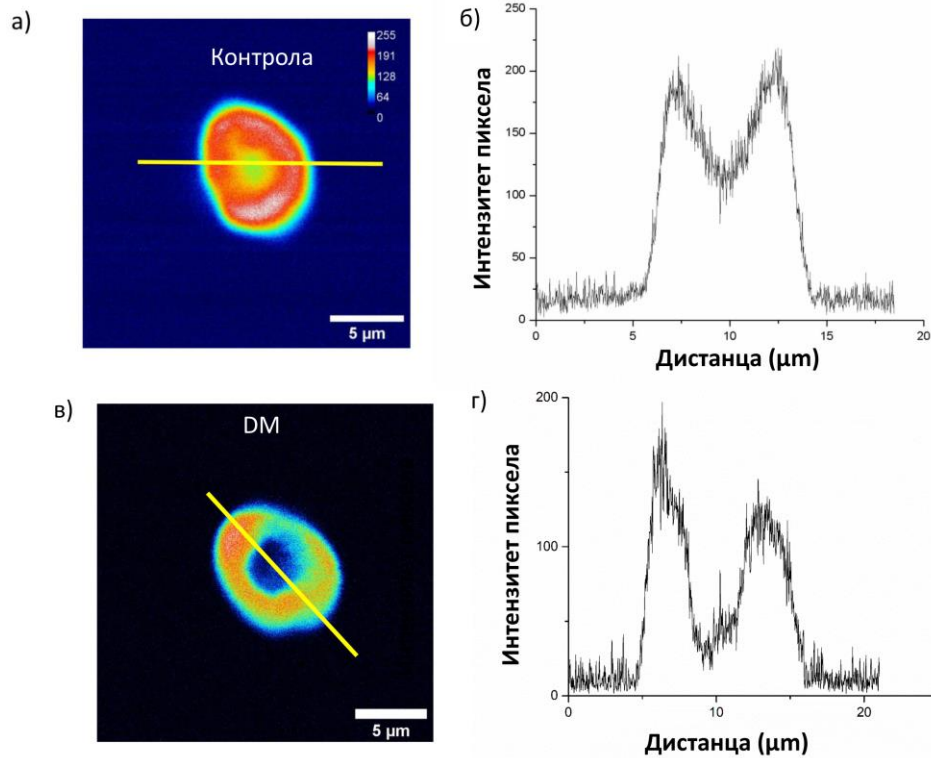 а)
Контрола
255
191
128
64
0
5 µm
б)
Интензитет пиксела
250
200
150
100
50
0
0
5
10
15
20
Дистанца (µm)
в)
DM
5 µm
г)
Интензитет пиксела
200
100
0
0
10
20
Дистанца (µm)